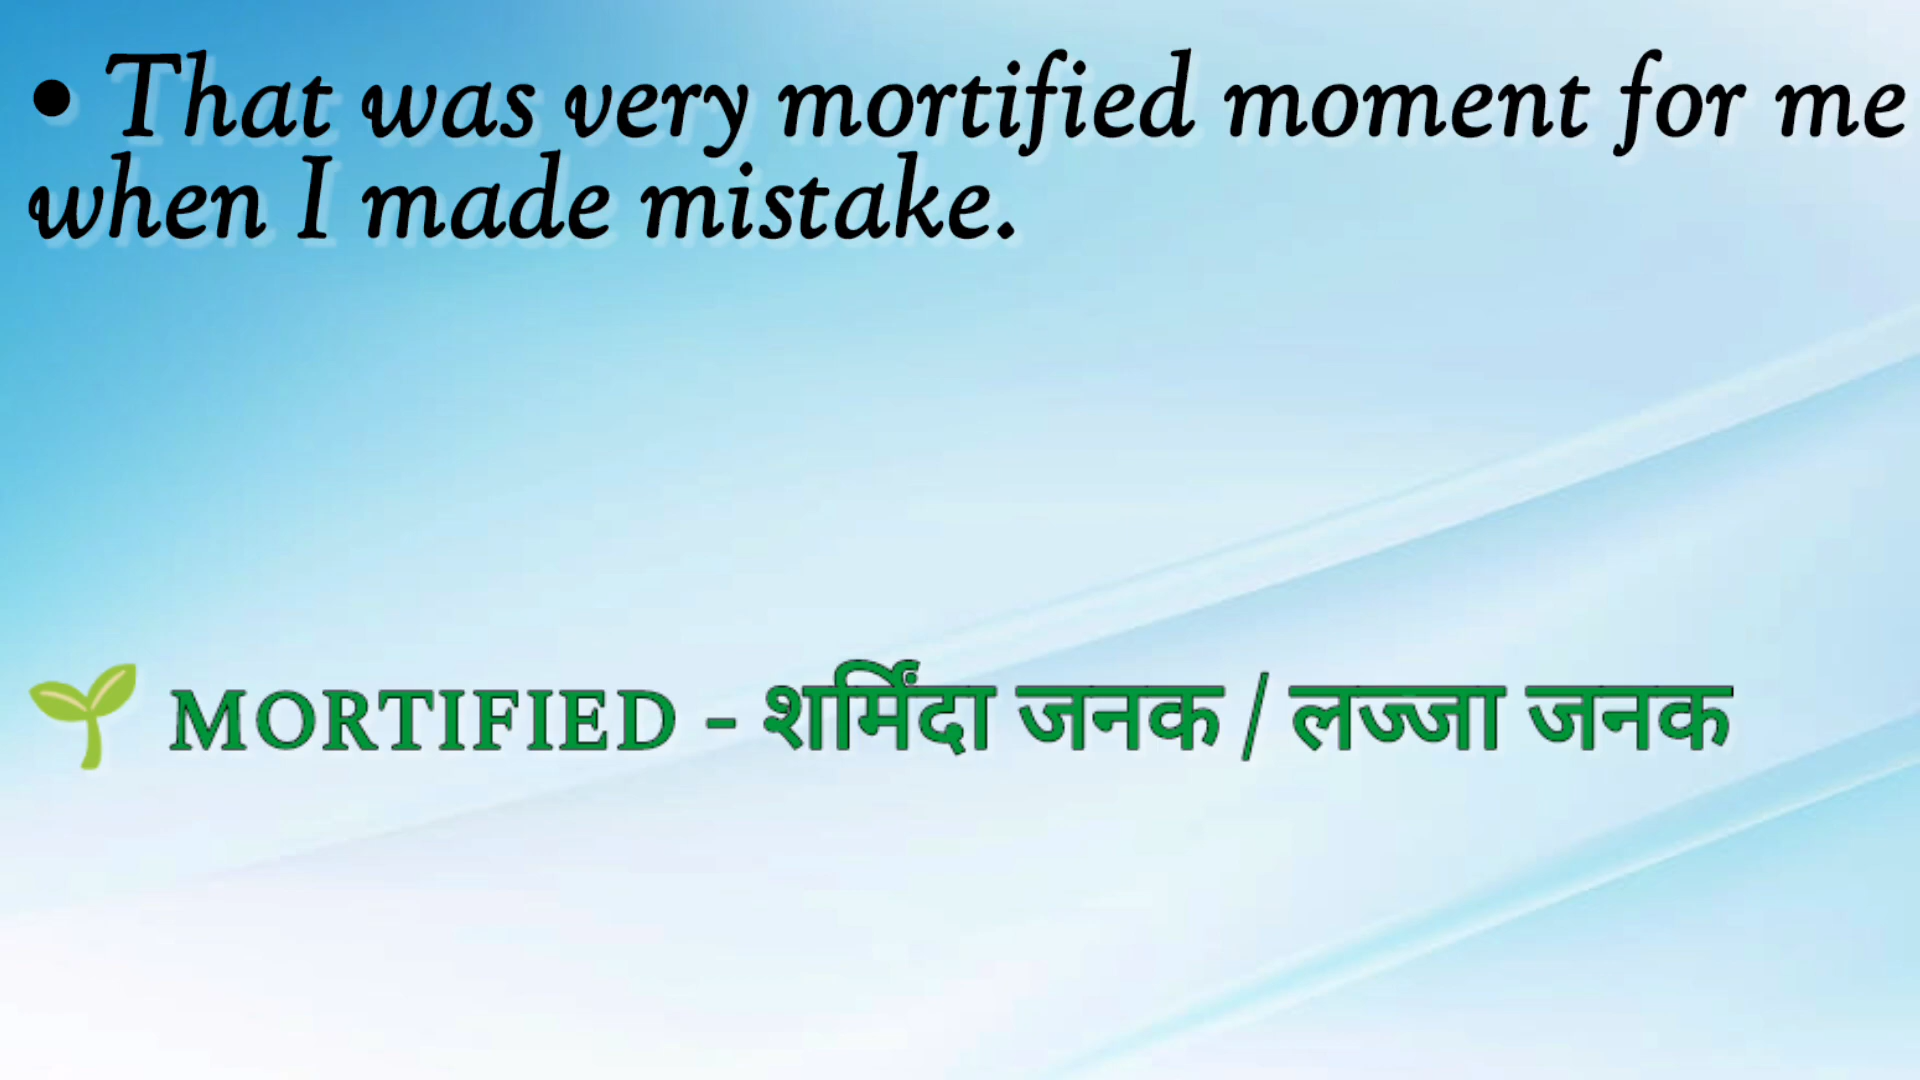 • That was very mortified moment for me
when I made mistake.
🌱 MORTIFIED - शर्मिंदा जनक / लज्जा जनक